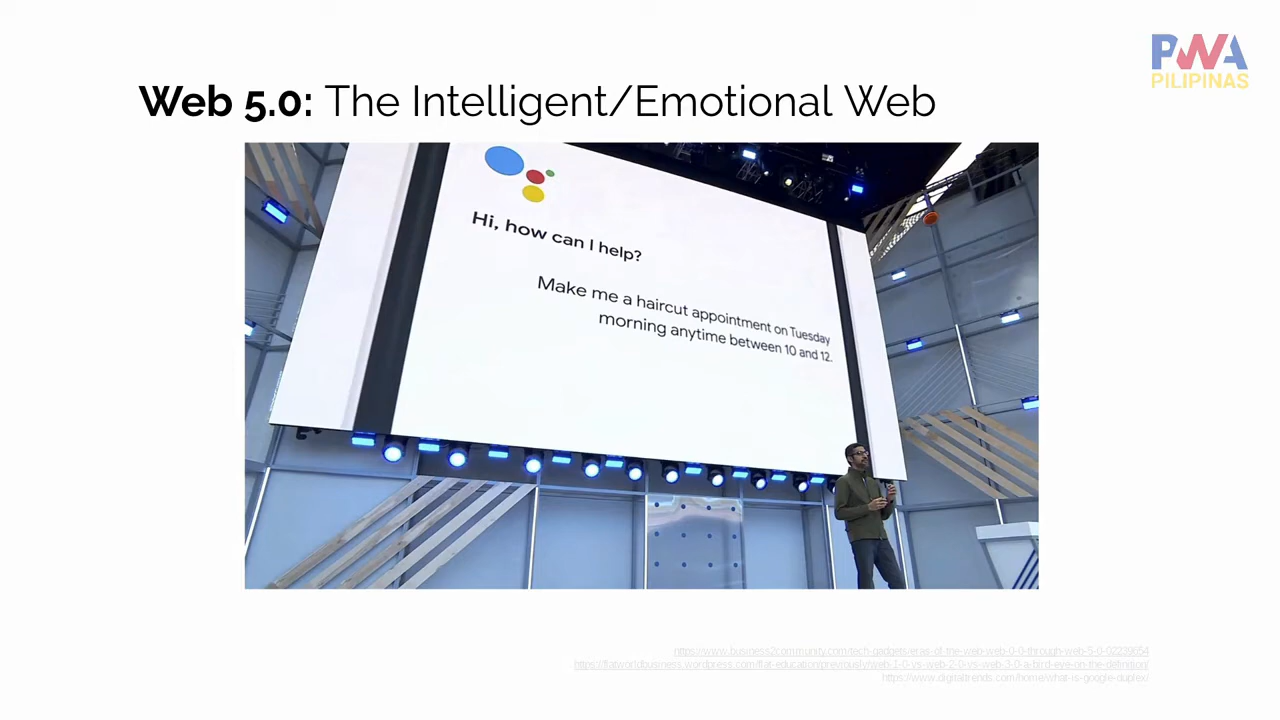 PWA
PILIPINAS
Web 5.0: The Intelligent/Emotional Web
Hi, how can I help?
Make me a haircut appointment on Tuesday
morning anytime between 10 and 12.
https://www.business2community.com/tech-gadgets/eras-of-the-web-web-0-0-through-web-5-0-02239654
https://flatworldbusiness.wordpress.com/flat-education/previously/web-1-0-vs-web-2-0-vs-web-3-0-a-bird-eye-on-the-definition/
https://www.digitaltrends.com/home/what-is-google-duplex/